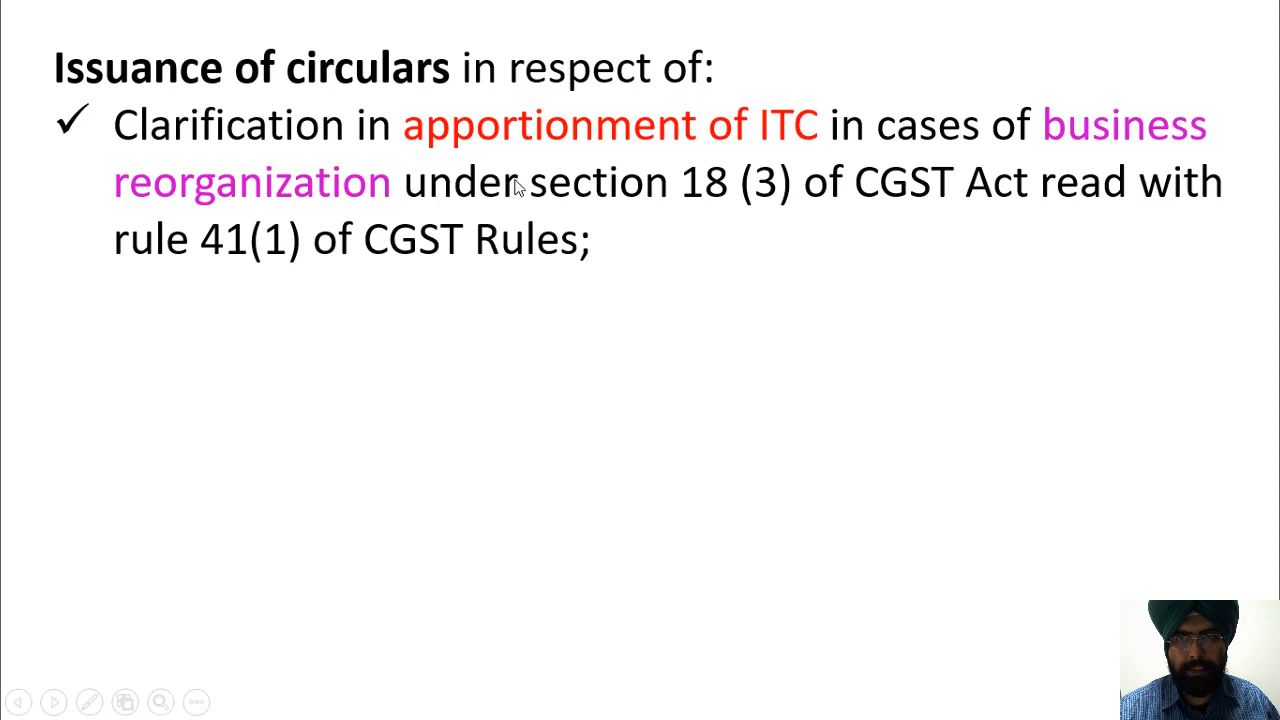 Issuance of circulars in respect of:
✓ Clarification in apportionment of ITC in cases of business
reorganization under section 18 (3) of CGST Act read with
rule 41(1) of CGST Rules;